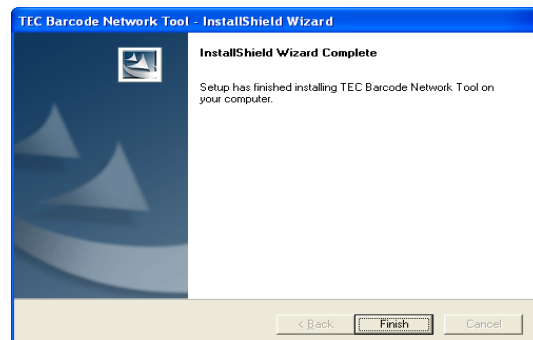 TEC Barcode Network Tool - InstallShield Wizard
InstallShield Wizard Complete
Setup has finished installing TEC Barcode Network Tool on
your computer.
< Back
Finish
Cancel